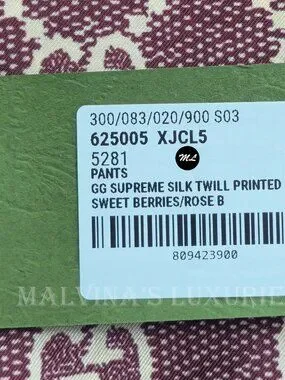 300/083/020/900 S03
625005 XJCL5
5281
ML
PANTS
GG SUPREME SILK TWILL PRINTED
SWEET BERRIES/ROSE B
809423900
MALVINA'S LUXURIE